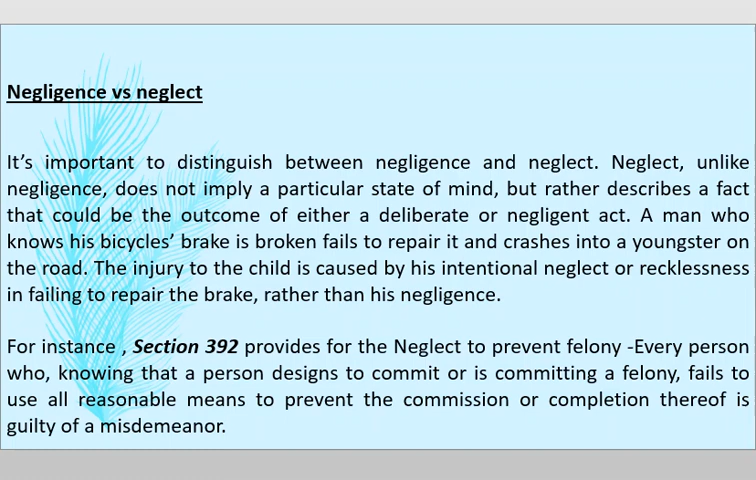 Negligence vs neglect
It's important to distinguish between negligence and neglect. Neglect, unlike
negligence, does not imply a particular state of mind, but rather describes a fact
that could be the outcome of either a deliberate or negligent act. A man who
knows his bicycles' brake is broken fails to repair it and crashes into a youngster on
the road. The injury to the child is caused by his intentional neglect or recklessness
in failing to repair the brake, rather than his negligence.
For instance , Section 392 provides for the Neglect to prevent felony -Every person
who, knowing that a person designs to commit or is committing a felony, fails to
use all reasonable means to prevent the commission or completion thereof is
guilty of a misdemeanor.